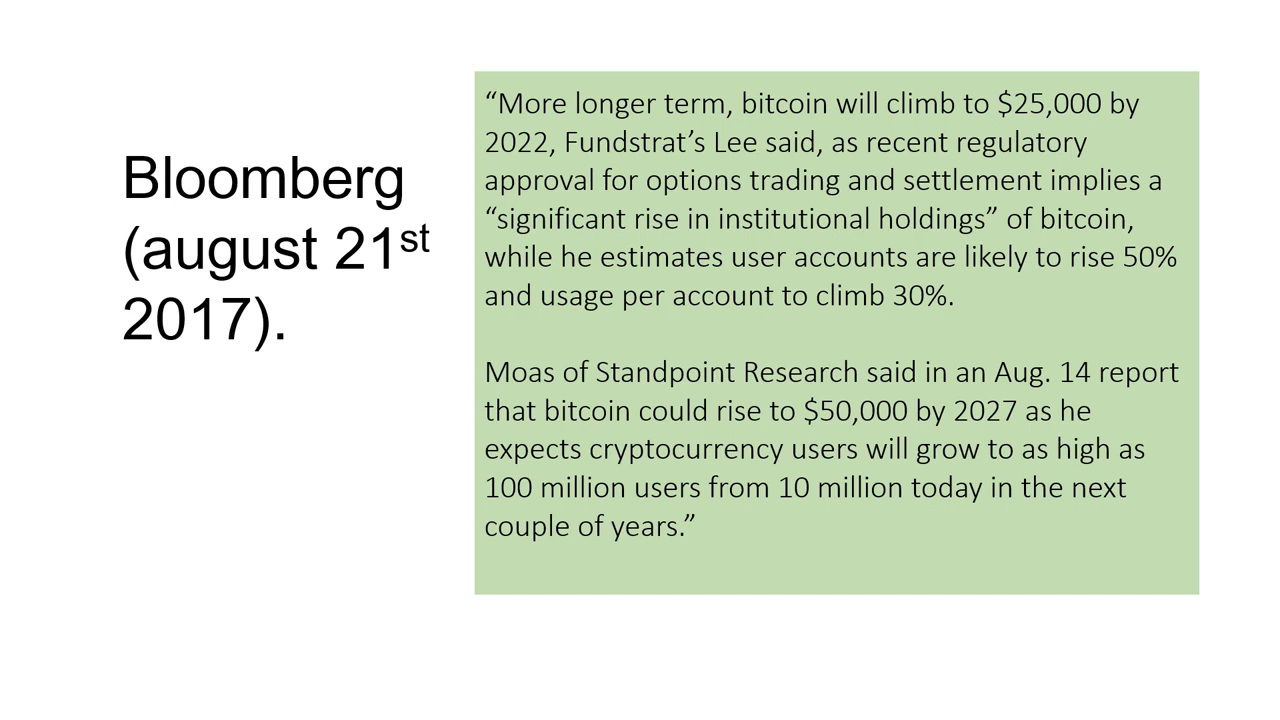 Bloomberg
(august 21st
2017).
“More longer term, bitcoin will climb to $25,000 by
2022, Fundstrat’s Lee said, as recent regulatory
approval for options trading and settlement implies a
“significant rise in institutional holdings” of bitcoin,
while he estimates user accounts are likely to rise 50%
and usage per account to climb 30%.
Moas of Standpoint Research said in an Aug. 14 report
that bitcoin could rise to $50,000 by 2027 as he
expects cryptocurrency users will grow to as high as
100 million users from 10 million today in the next
couple of years.”